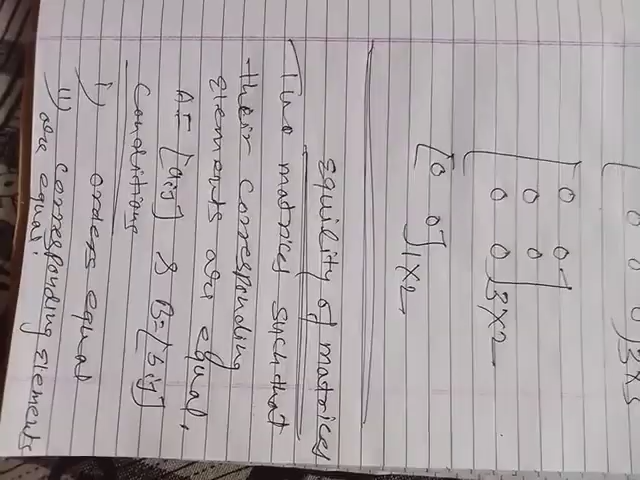 0 0 0]3×3
[0 0
0 0
0 0]3×2
[0 0]1×2
Equility of matrices
Two matrices such that
their corresponding
elements are equal.
A=[aij] & B=[bij]
Conditions
i) orders equal
ii) corresponding elements
are equal.